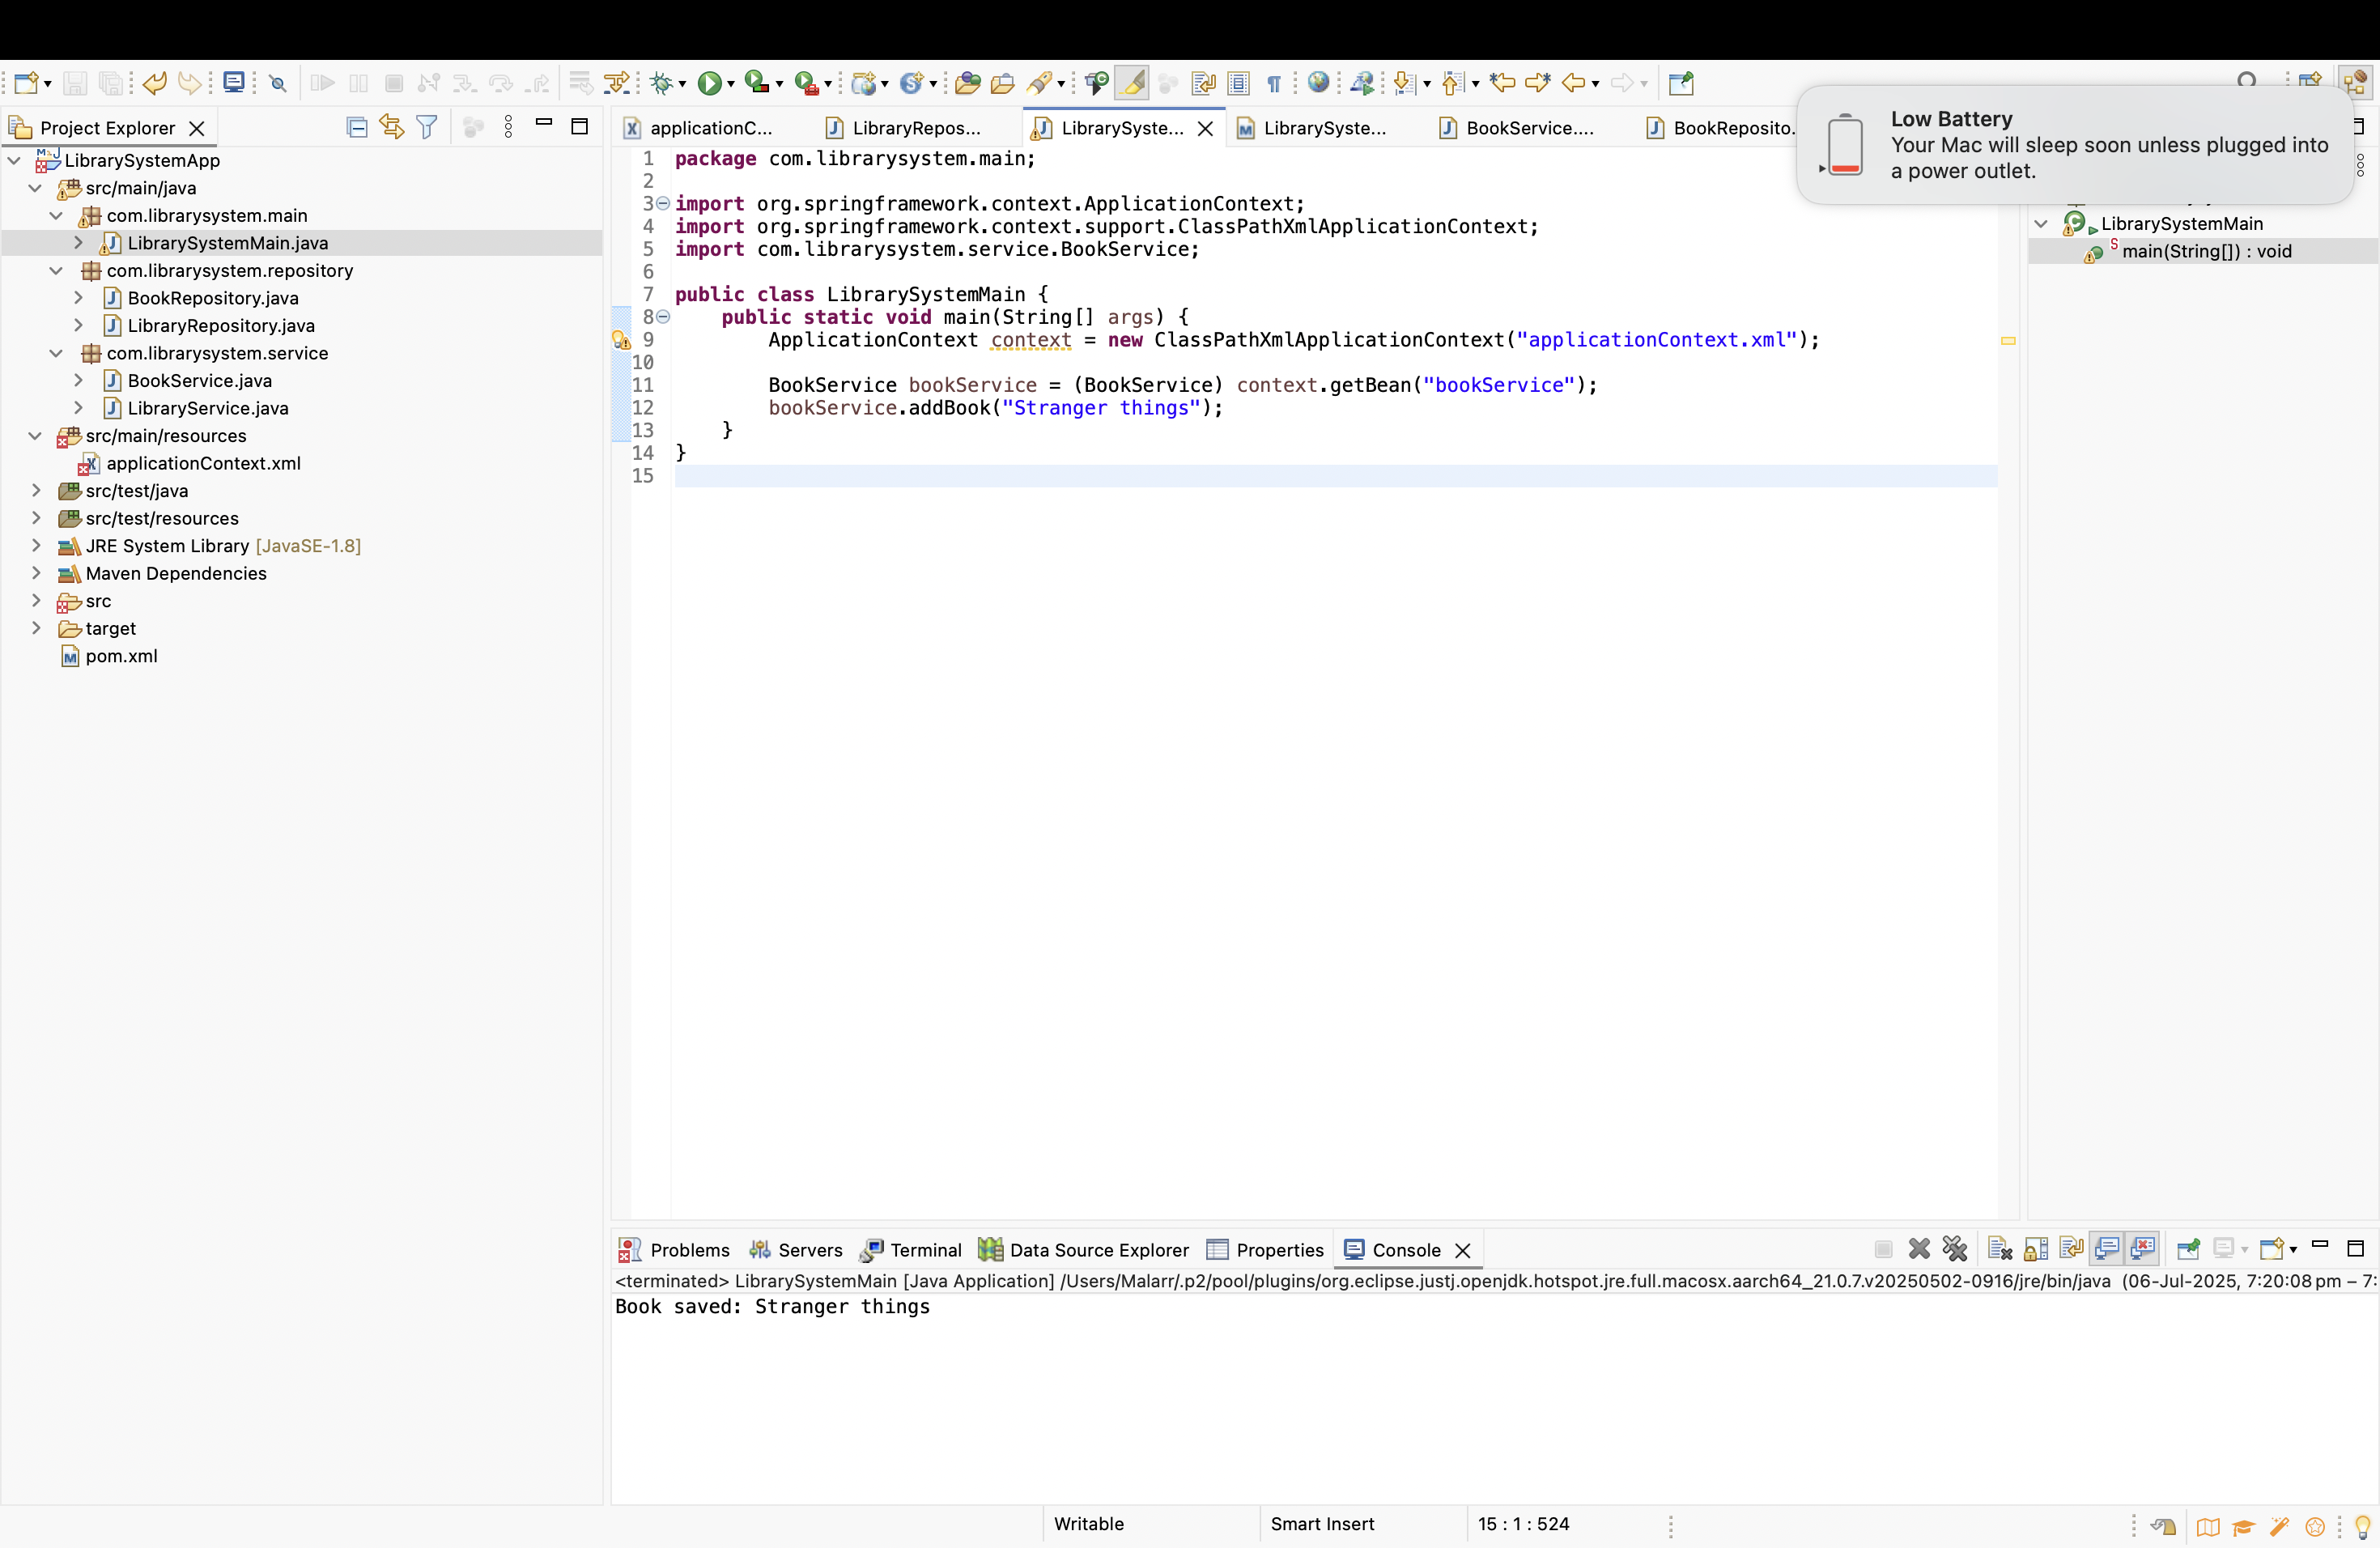 Low Battery
Your Mac will sleep soon unless plugged into
a power outlet.
Project Explorer
LibrarySystemApp
src/main/java
com.librarysystem.main
LibrarySystemMain.java
com.librarysystem.repository
BookRepository.java
LibraryRepository.java
com.librarysystem.service
BookService.java
LibraryService.java
src/main/resources
applicationContext.xml
src/test/java
src/test/resources
JRE System Library [JavaSE-1.8]
Maven Dependencies
src
target
pom.xml
applicationC... LibraryRepos... LibrarySyste... LibrarySyste... BookService.... BookReposito.
1 package com.librarysystem.main;
2
3 import org.springframework.context.ApplicationContext;
4 import org.springframework.context.support.ClassPathXmlApplicationContext;
5 import com.librarysystem.service.BookService;
6
7 public class LibrarySystemMain {
8 public static void main(String[] args) {
9 ApplicationContext context = new ClassPathXmlApplicationContext("applicationContext.xml");
10
11 BookService bookService = (BookService) context.getBean("bookService");
12 bookService.addBook("Stranger things");
13 }
14 }
15
LibrarySystemMain
main(String[]) : void
Problems Servers Terminal Data Source Explorer Properties Console
<terminated> LibrarySystemMain [Java Application] /Users/Malarr/.p2/pool/plugins/org.eclipse.justj.openjdk.hotspot.jre.full.macosx.aarch64_21.0.7.v20250502-0916/jre/bin/java (06-Jul-2025, 7:20:08 pm – 7:
Book saved: Stranger things
Writable Smart Insert 15 : 1 : 524